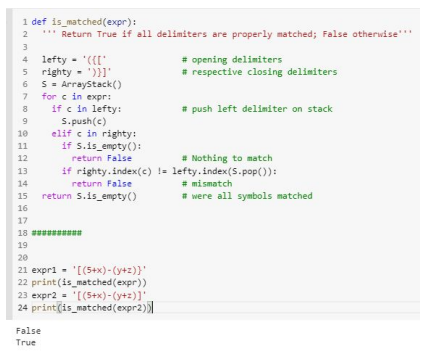 1 def is_matched(expr):
2   ''' Return True if all delimiters are properly matched; False otherwise'''
3
4   lefty = '({['               # opening delimiters
5   righty = ')}]'              # respective closing delimiters
6   S = ArrayStack()
7   for c in expr:
8     if c in lefty:            # push left delimiter on stack
9       S.push(c)
10    elif c in righty:
11      if S.is_empty():
12        return False          # Nothing to match
13      if righty.index(c) != lefty.index(S.pop()):
14        return False          # mismatch
15  return S.is_empty()         # were all symbols matched
16
17
18 ##########
19
20
21 expr1 = '[(5+x)-(y+z)}'
22 print(is_matched(expr))
23 expr2 = '[(5+x)-(y+z)]'
24 print(is_matched(expr2))
False
True